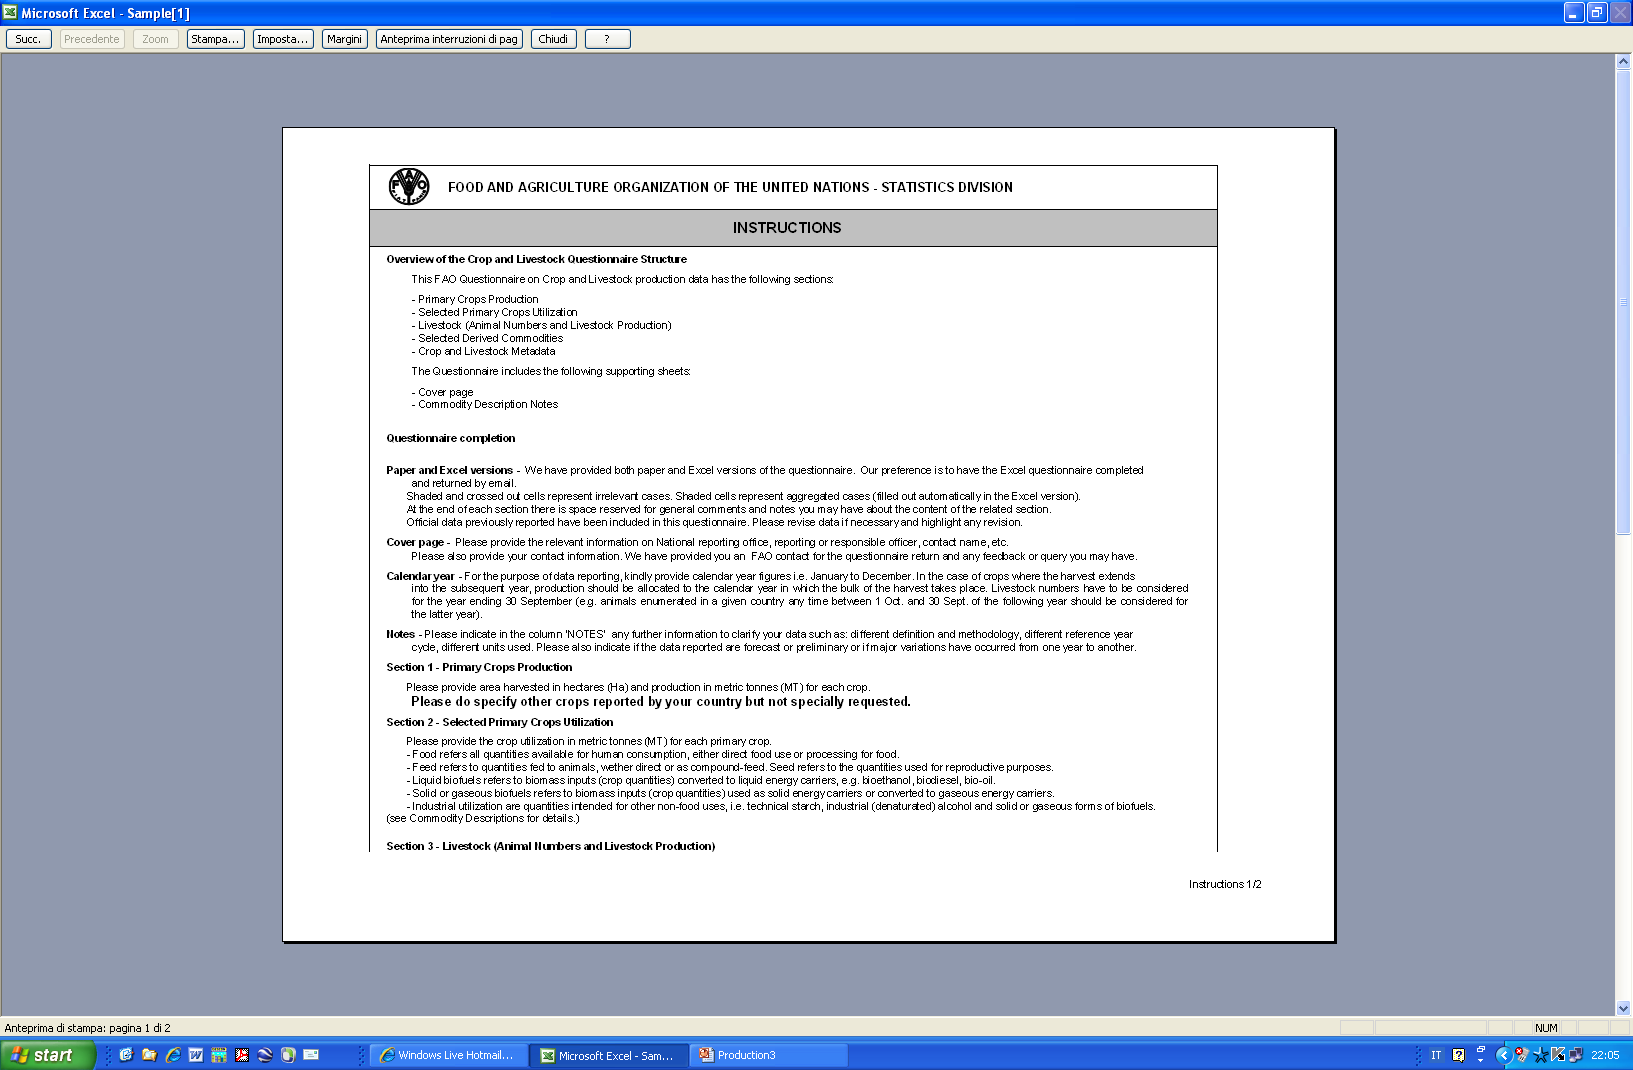 Microsoft Excel - Sample[1]
Succ. Precedente Zoom Stampa... Imposta... Margini Anteprima interruzioni di pag Chiudi ?
FAO
FOOD AND AGRICULTURE ORGANIZATION OF THE UNITED NATIONS - STATISTICS DIVISION
INSTRUCTIONS
Overview of the Crop and Livestock Questionnaire Structure
This FAO Questionnaire on Crop and Livestock production data has the following sections:
- Primary Crops Production
- Selected Primary Crops Utilization
- Livestock (Animal Numbers and Livestock Production)
- Selected Derived Commodities
- Crop and Livestock Metadata
The Questionnaire includes the following supporting sheets:
- Cover page
- Commodity Description Notes
Questionnaire completion
Paper and Excel versions - We have provided both paper and Excel versions of the questionnaire. Our preference is to have the Excel questionnaire completed
and returned by email.
Shaded and crossed out cells represent irrelevant cases. Shaded cells represent aggregated cases (filled out automatically in the Excel version).
At the end of each section there is space reserved for general comments and notes you may have about the content of the related section.
Official data previously reported have been included in this questionnaire. Please revise data if necessary and highlight any revision.
Cover page - Please provide the relevant information on National reporting office, reporting or responsible officer, contact name, etc.
Please also provide your contact information. We have provided you an FAO contact for the questionnaire return and any feedback or query you may have.
Calendar year - For the purpose of data reporting, kindly provide calendar year figures i.e. January to December. In the case of crops where the harvest extends
into the subsequent year, production should be allocated to the calendar year in which the bulk of the harvest takes place. Livestock numbers have to be considered
for the year ending 30 September (e.g. animals enumerated in a given country any time between 1 Oct. and 30 Sept. of the following year should be considered for
the latter year).
Notes - Please indicate in the column 'NOTES' any further information to clarify your data such as: different definition and methodology, different reference year
cycle, different units used. Please also indicate if the data reported are forecast or preliminary or if major variations have occurred from one year to another.
Section 1 - Primary Crops Production
Please provide area harvested in hectares (Ha) and production in metric tonnes (MT) for each crop.
Please do specify other crops reported by your country but not specially requested.
Section 2 - Selected Primary Crops Utilization
Please provide the crop utilization in metric tonnes (MT) for each primary crop.
- Food refers all quantities available for human consumption, either direct food use or processing for food.
- Feed refers to quantities fed to animals, wether direct or as compound-feed. Seed refers to the quantities used for reproductive purposes.
- Liquid biofuels refers to biomass inputs (crop quantities) converted to liquid energy carriers, e.g. bioethanol, biodiesel, bio-oil.
- Solid or gaseous biofuels refers to biomass inputs (crop quantities) used as solid energy carriers or converted to gaseous energy carriers.
- Industrial utilization are quantities intended for other non-food uses, i.e. technical starch, industrial (denaturated) alcohol and solid or gaseous forms of biofuels.
(see Commodity Descriptions for details.)
Section 3 - Livestock (Animal Numbers and Livestock Production)
Instructions 1/2
Anteprima di stampa: pagina 1 di 2
NUM
start
Windows Live Hotmail...
Microsoft Excel - Sam...
Production3
IT
22:05